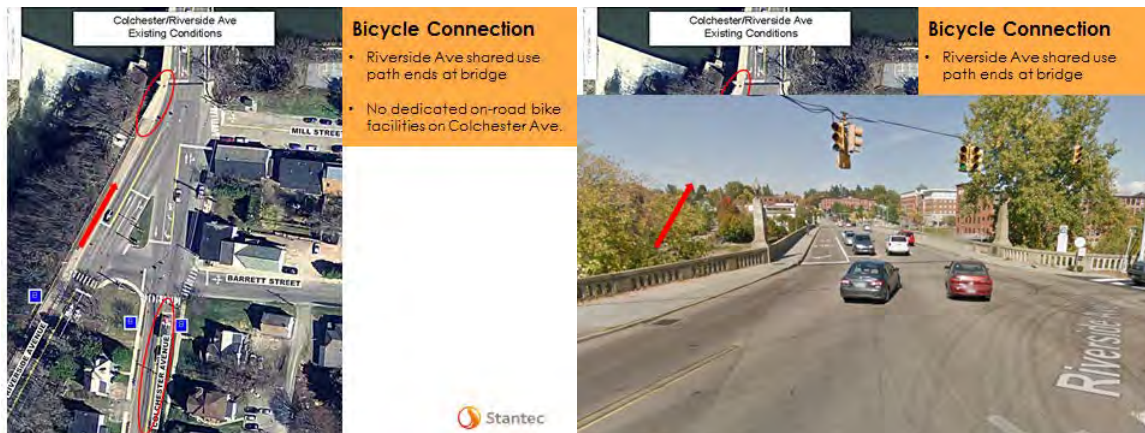 Colchester/Riverside Ave
Existing Conditions
Bicycle Connection
• Riverside Ave shared use
path ends at bridge
• No dedicated on-road bike
facilities on Colchester Ave.
MILL STREET
BARRETT STREET
RIVERSIDE AVENUE
COLCHESTER AVENUE
Stantec
Colchester/Riverside Ave
Existing Conditions
Bicycle Connection
• Riverside Ave shared use
path ends at bridge
Riverside